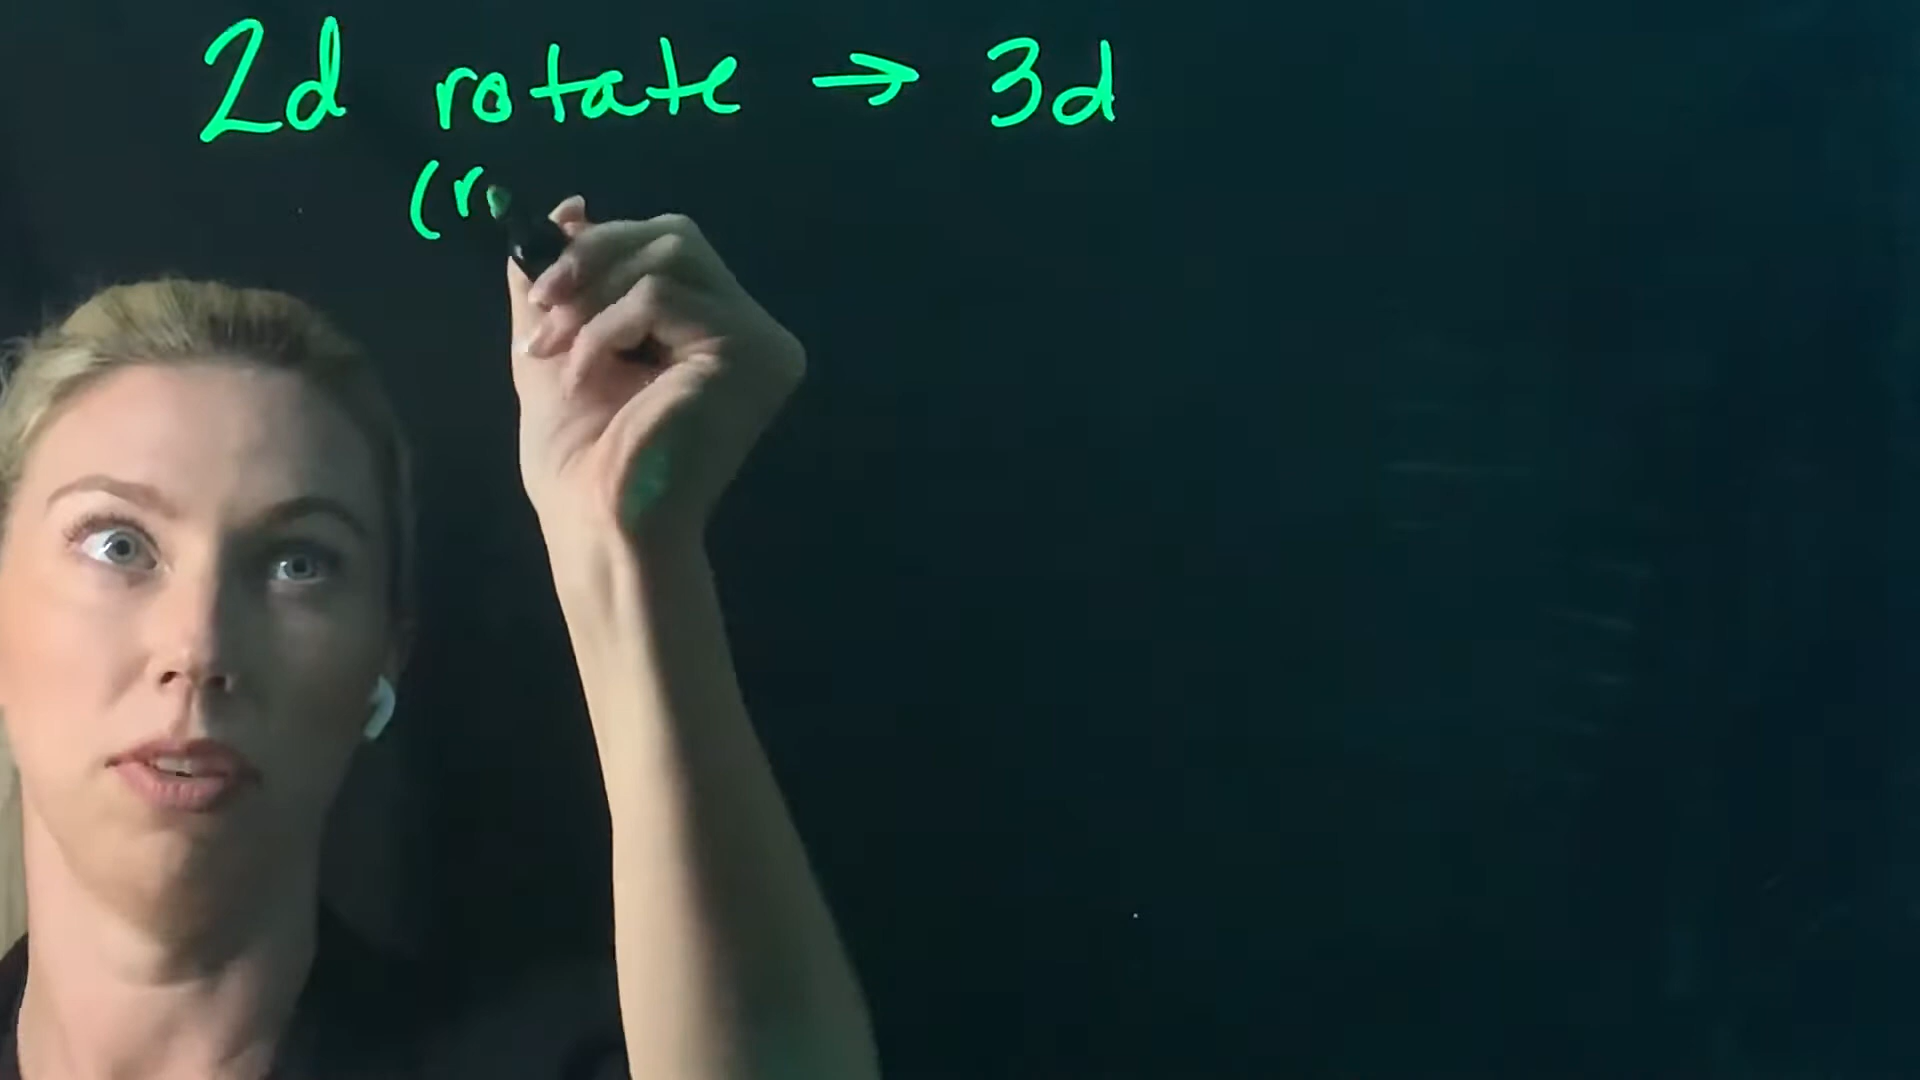 2d rotate → 3d
(r